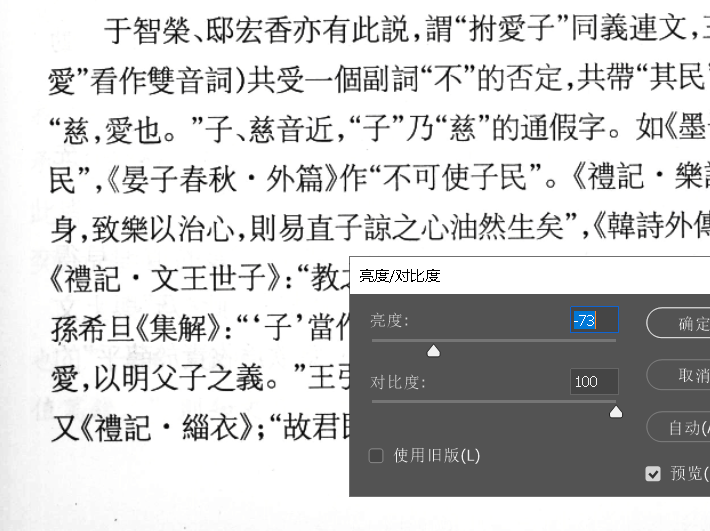 于智榮、邸宏香亦有此説，謂“拊愛子”同義連文，
愛”看作雙音詞）共受一個副詞“不”的否定，共帶“其民”
“慈，愛也。”子、慈音近，“子”乃“慈”的通假字。如《墨
民”，《晏子春秋·外篇》作“不可使子民”。《禮記·樂
身，致樂以治心，則易直子諒之心油然生矣”，《韓詩外傳
《禮記·文王世子》：“教之
孫希旦《集解》：“‘子’當作
愛，以明父子之義。”王引
又《禮記·緇衣》；“故君民
亮度/对比度
亮度: -73 确定
对比度: 100 取消
自动(
使用旧版(L)
预览(